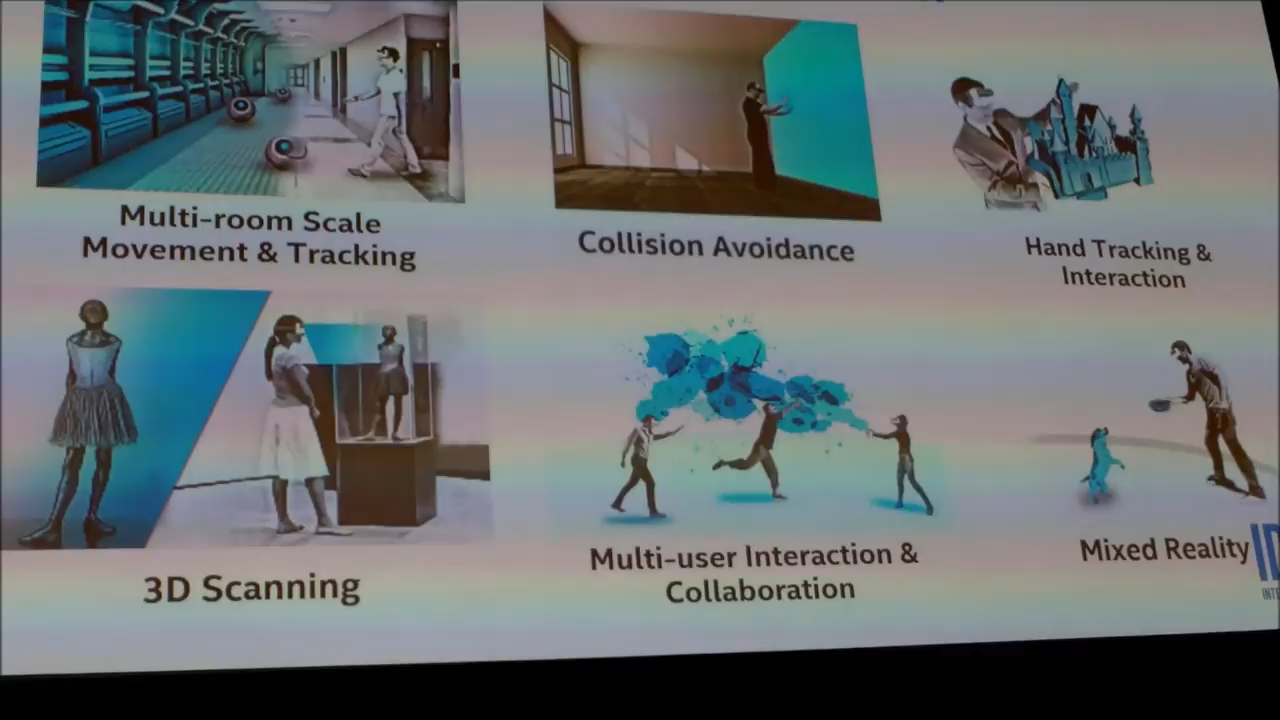 Multi-room Scale
Movement & Tracking
Collision Avoidance
Hand Tracking &
Interaction
3D Scanning
Multi-user Interaction &
Collaboration
Mixed Reality